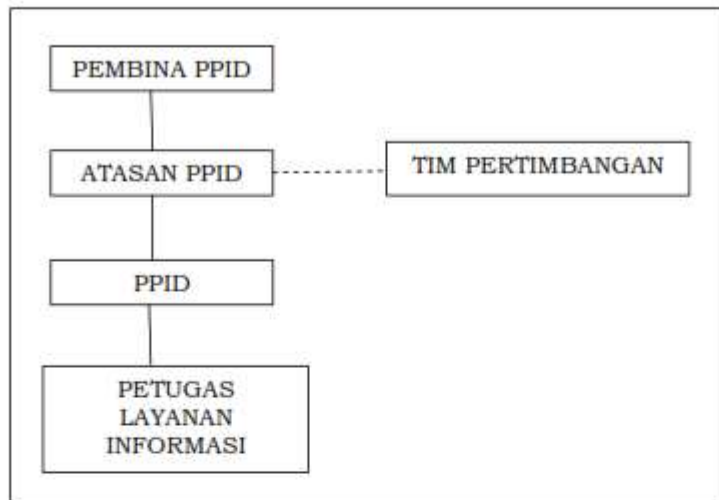 PEMBINA PPID
ATASAN PPID
TIM PERTIMBANGAN
PPID
PETUGAS
LAYANAN
INFORMASI